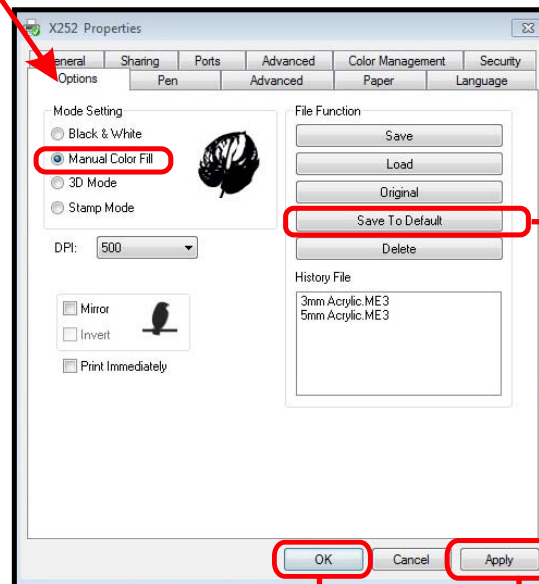 X252 Properties
General Sharing Ports Advanced Color Management Security
Options Pen Advanced Paper Language
Mode Setting
Black & White
Manual Color Fill
3D Mode
Stamp Mode
DPI: 500
Mirror
Invert
Print Immediately
File Function
Save
Load
Original
Save To Default
Delete
History File
3mm Acrylic.ME3
5mm Acrylic.ME3
OK Cancel Apply